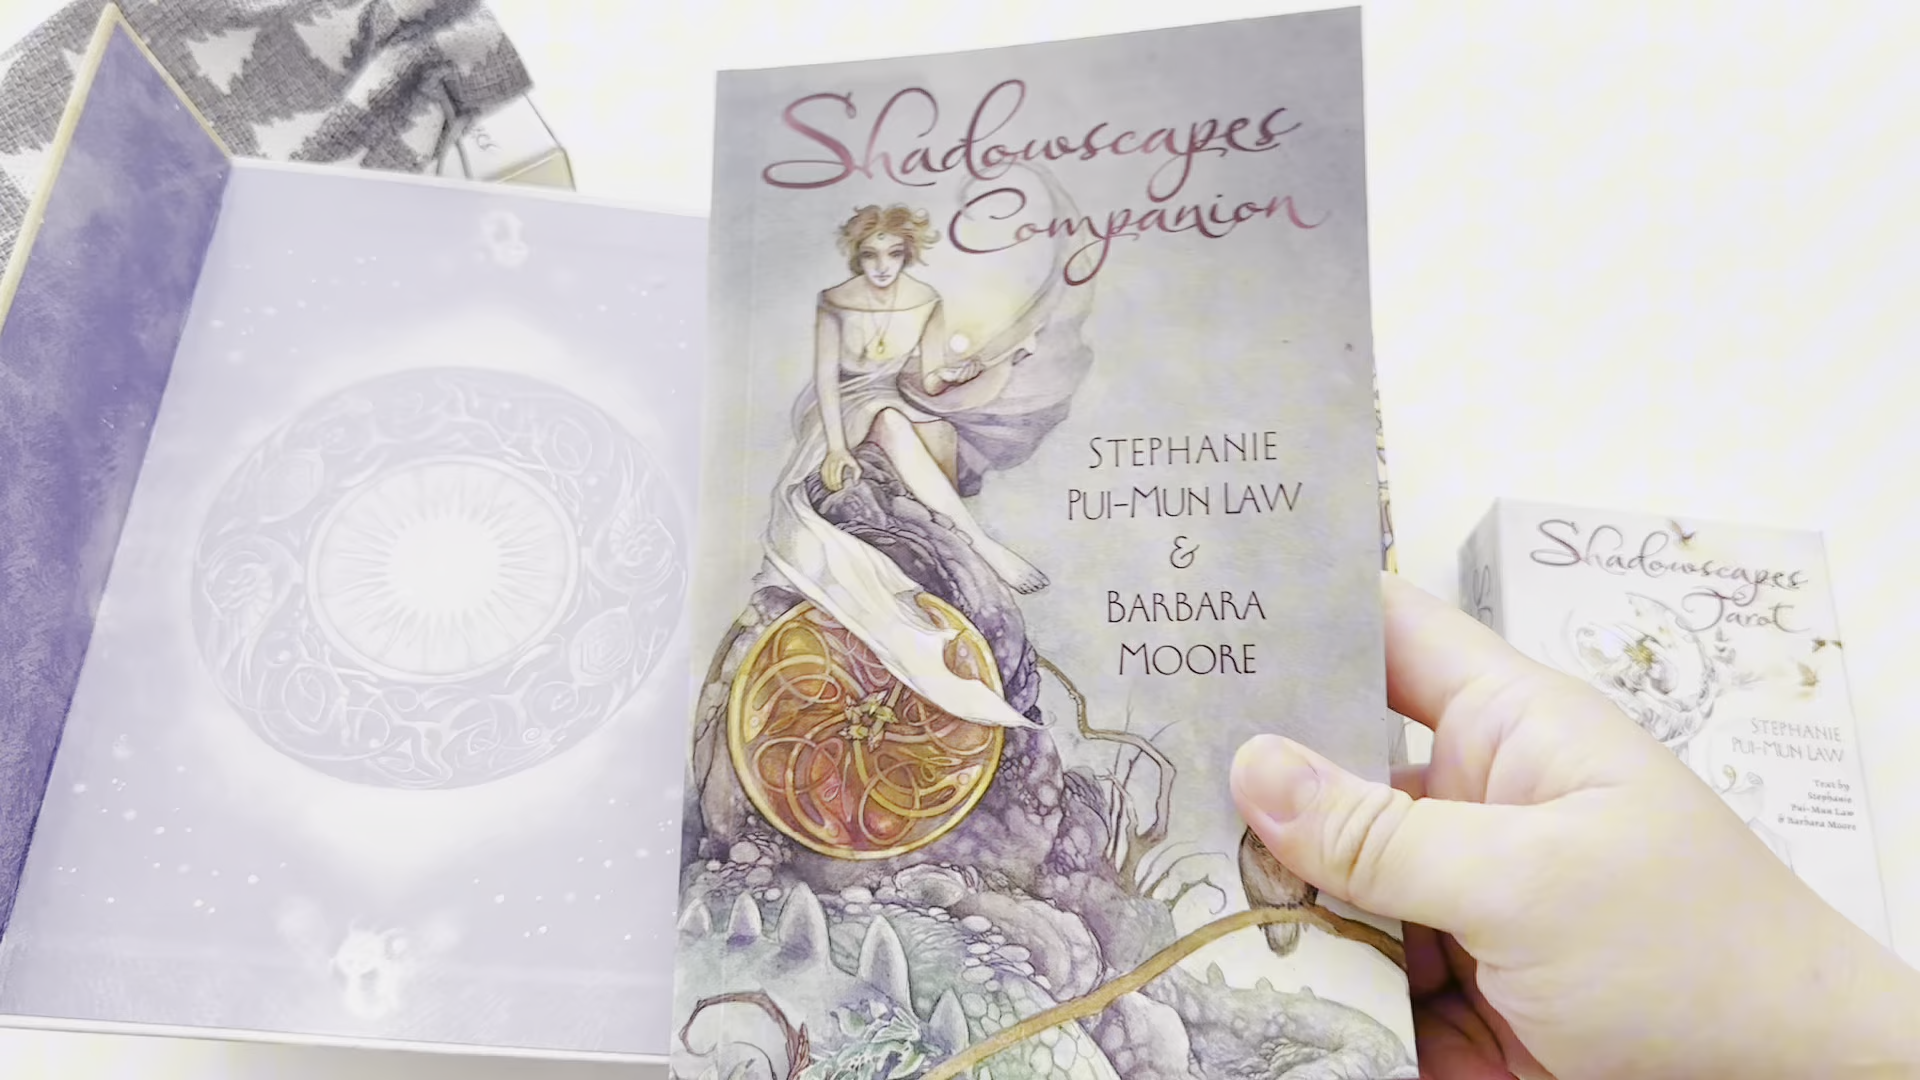 Shadowscapes
Companion
STEPHANIE
PUI-MUN LAW
&
BARBARA
MOORE
Shadowscapes
Tarot
STEPHANIE
PUI-MUN LAW
Text by
Stephanie
Pui-Mun Law
& Barbara Moore